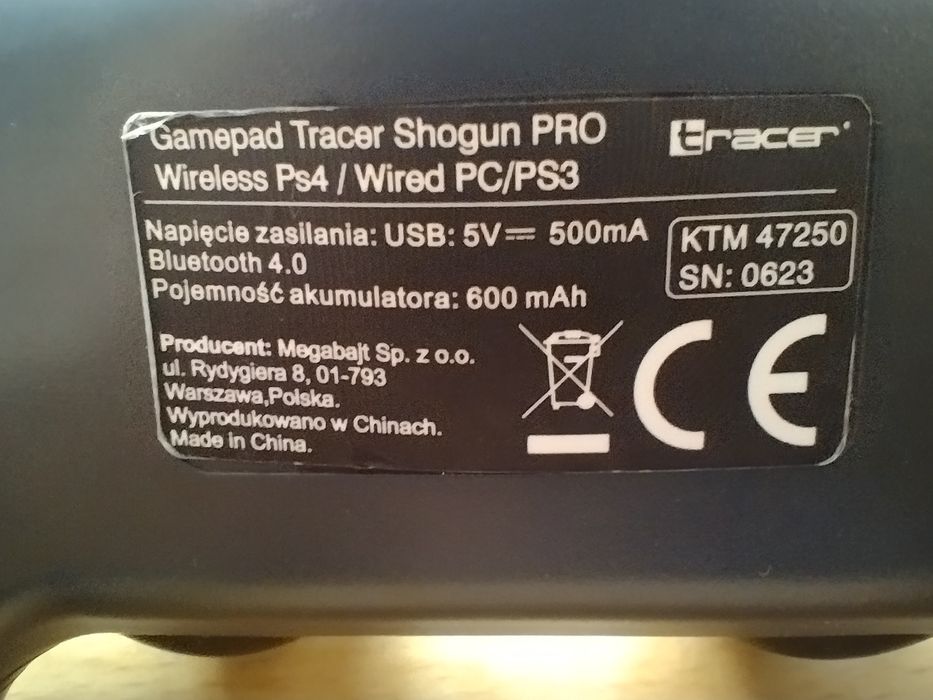 Gamepad Tracer Shogun PRO
Wireless Ps4 / Wired PC/PS3
tracer
Napięcie zasilania: USB: 5V⎓ 500mA
Bluetooth 4.0
Pojemność akumulatora: 600 mAh
KTM 47250
SN: 0623
Producent: Megabajt Sp. z o.o.
ul. Rydygiera 8, 01-793
Warszawa,Polska.
Wyprodukowano w Chinach.
Made in China.
CE